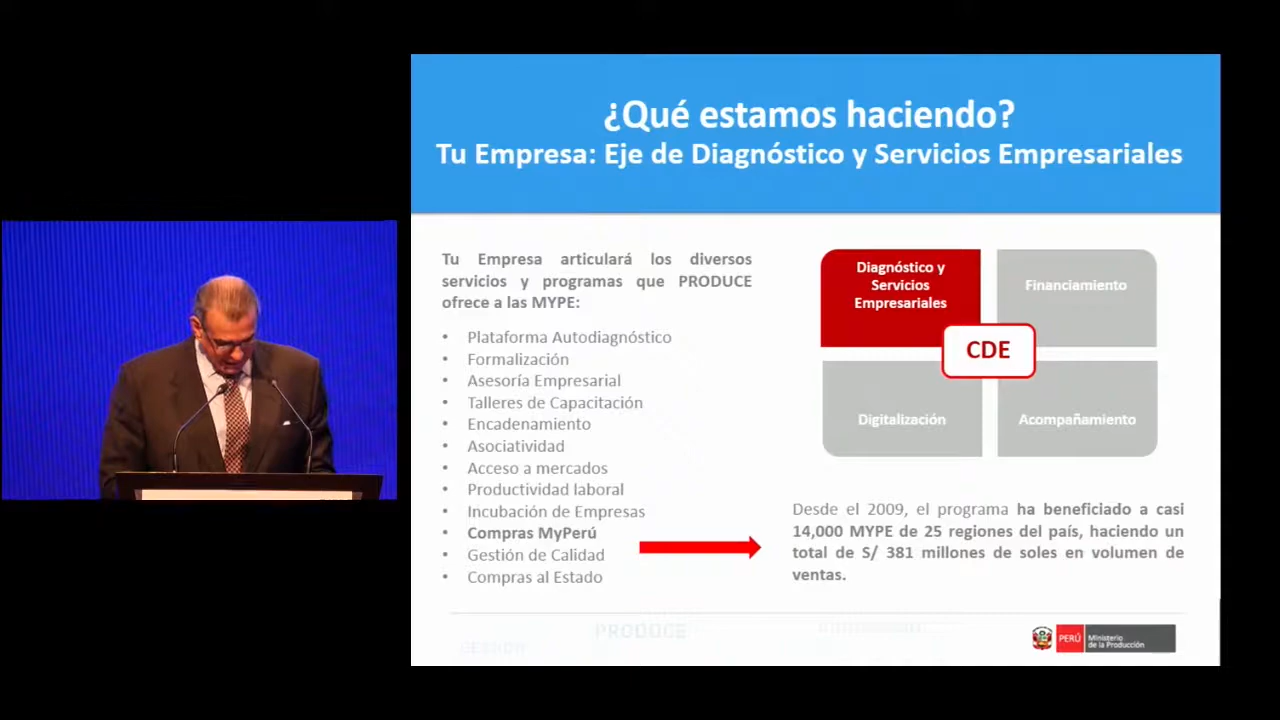 ¿Qué estamos haciendo?
Tu Empresa: Eje de Diagnóstico y Servicios Empresariales
Tu Empresa articulará los diversos
servicios y programas que PRODUCE
ofrece a las MYPE:
• Plataforma Autodiagnóstico
• Formalización
• Asesoría Empresarial
• Talleres de Capacitación
• Encadenamiento
• Asociatividad
• Acceso a mercados
• Productividad laboral
• Incubación de Empresas
• Compras MyPerú
• Gestión de Calidad
• Compras al Estado
Diagnóstico y
Servicios
Empresariales
Financiamiento
CDE
Digitalización
Acompañamiento
Desde el 2009, el programa ha beneficiado a casi
14,000 MYPE de 25 regiones del país, haciendo un
total de S/ 381 millones de soles en volumen de
ventas.
PRODUCE
PERÚ
Ministerio
de la Producción